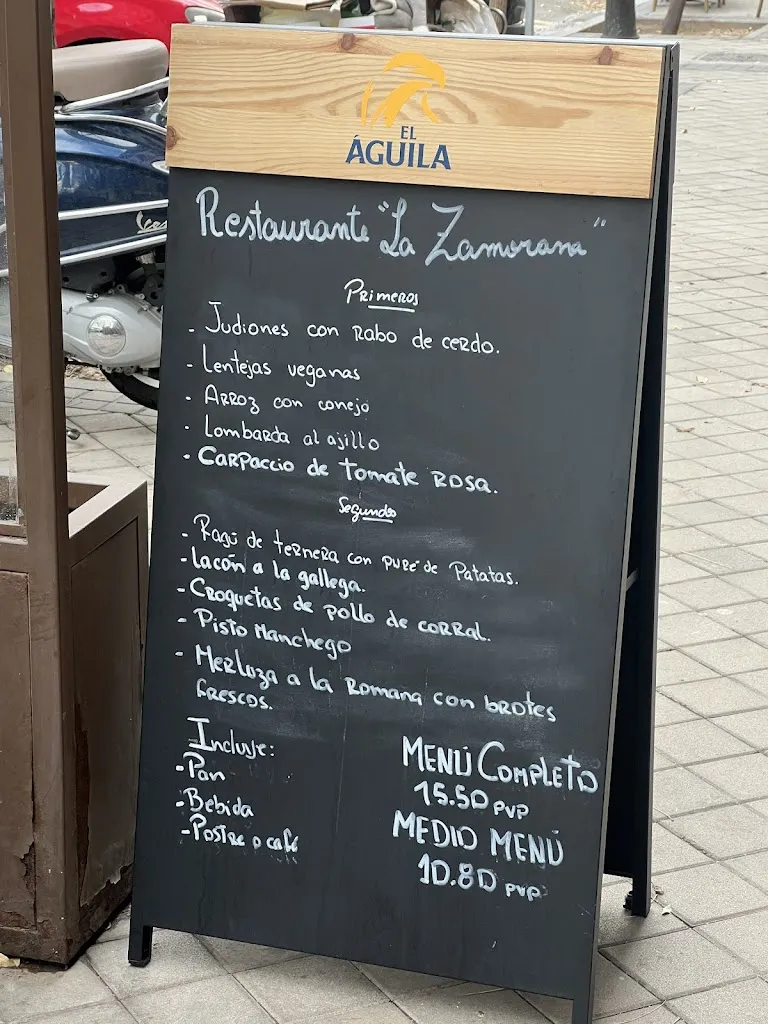 EL
ÁGUILA
Restaurante "La Zamorana"
Primeros
- Judiones con Rabo de cerdo.
- Lentejas veganas
- Arroz con conejo
- Lombarda al ajillo
- Carpaccio de tomate rosa.
Segundos
- Ragú de ternera con puré de Patatas.
- Lacón a la gallega.
- Croquetas de pollo de corral.
- Pisto Manchego
- Merluza a la Romana con brotes
frescos.
Incluye:
- Pan
- Bebida
- Postre o café
MENÚ COMPLETO
15.50 PVP
MEDIO MENÚ
10.80 PVP